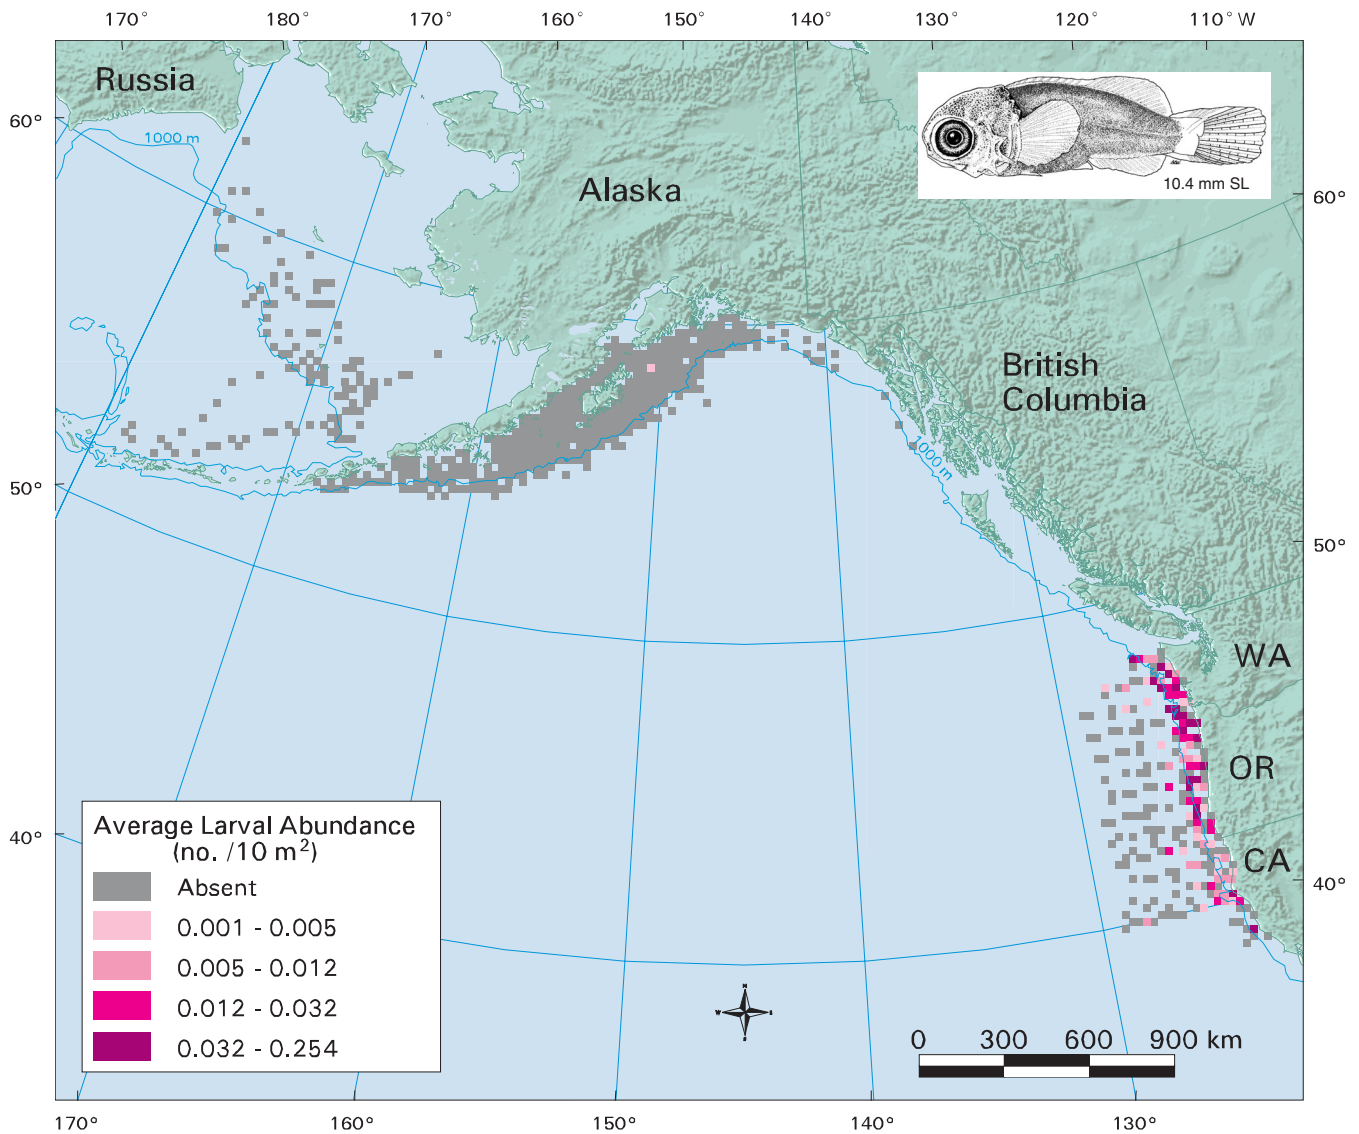 170° 180° 170° 160° 150° 140° 130° 120° 110° W
Russia
60°
1000 m
Alaska
10.4 mm SL
60°
British
Columbia
1000 m
50°
50°
WA
OR
CA
40°
40°
Average Larval Abundance
(no. /10 m²)
Absent
0.001 - 0.005
0.005 - 0.012
0.012 - 0.032
0.032 - 0.254
N
W
E
S
0 300 600 900 km
170° 160° 150° 140° 130°